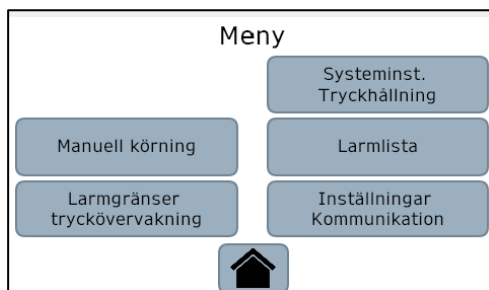 Meny
Systeminst.
Tryckhållning
Manuell körning
Larmlista
Larmgränser
tryckövervakning
Inställningar
Kommunikation